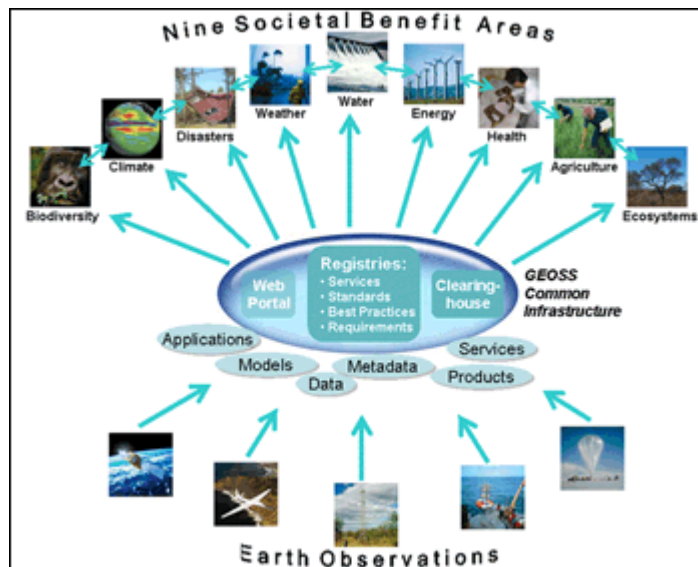 Nine Societal Benefit Areas
Water
Weather
Energy
Disasters
Health
Climate
Agriculture
Biodiversity
Ecosystems
Web
Portal
Registries:
• Services
• Standards
• Best Practices
• Requirements
Clearing-
house
GEOSS
Common
Infrastructure
Applications
Models
Data
Metadata
Services
Products
Earth Observations